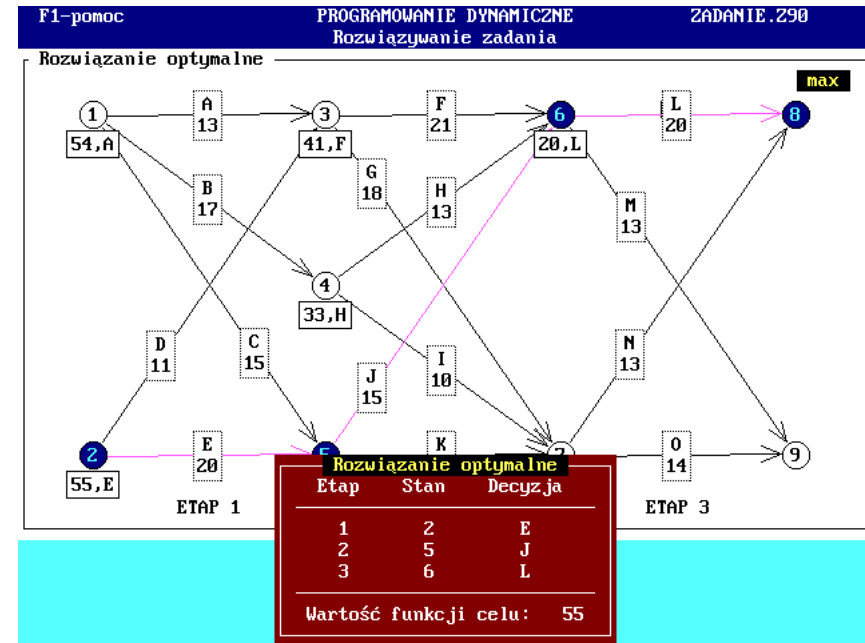 F1-pomoc PROGRAMOWANIE DYNAMICZNE ZADANIE.Z90
Rozwiązywanie zadania
Rozwiązanie optymalne
max
1 A 13 3 F 21 6 L 20 8
54,A 41,F 20,L
G 18
B 17
H 13
M 13
4
33,H
D 11
C 15
J 15
I 10
N 13
2 E 20 5 K 7 O 14 9
55,E
ETAP 1 ETAP 3
Rozwiązanie optymalne
Etap Stan Decyzja
1 2 E
2 5 J
3 6 L
Wartość funkcji celu: 55